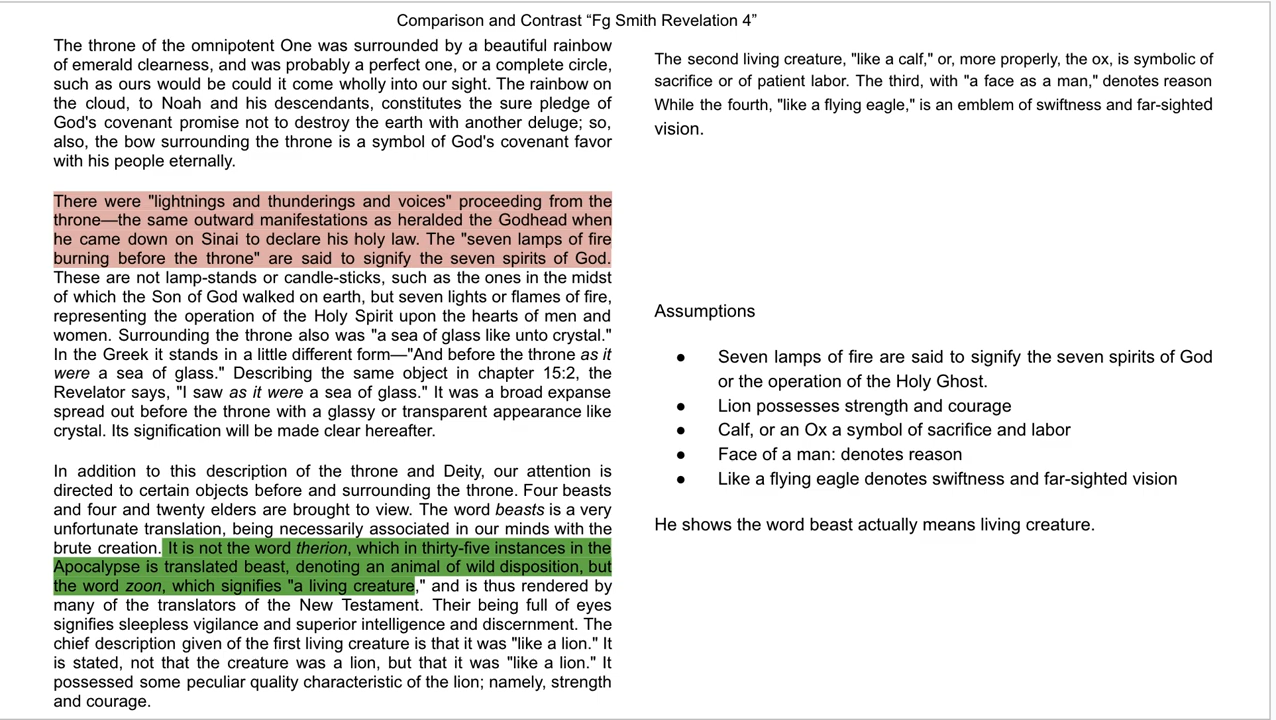 Comparison and Contrast “Fg Smith Revelation 4”
The throne of the omnipotent One was surrounded by a beautiful rainbow
of emerald clearness, and was probably a perfect one, or a complete circle,
such as ours would be could it come wholly into our sight. The rainbow on
the cloud, to Noah and his descendants, constitutes the sure pledge of
God's covenant promise not to destroy the earth with another deluge; so,
also, the bow surrounding the throne is a symbol of God's covenant favor
with his people eternally.
There were "lightnings and thunderings and voices" proceeding from the
throne—the same outward manifestations as heralded the Godhead when
he came down on Sinai to declare his holy law. The "seven lamps of fire
burning before the throne" are said to signify the seven spirits of God.
These are not lamp-stands or candle-sticks, such as the ones in the midst
of which the Son of God walked on earth, but seven lights or flames of fire,
representing the operation of the Holy Spirit upon the hearts of men and
women. Surrounding the throne also was "a sea of glass like unto crystal."
In the Greek it stands in a little different form—"And before the throne as it
were a sea of glass." Describing the same object in chapter 15:2, the
Revelator says, "I saw as it were a sea of glass." It was a broad expanse
spread out before the throne with a glassy or transparent appearance like
crystal. Its signification will be made clear hereafter.
In addition to this description of the throne and Deity, our attention is
directed to certain objects before and surrounding the throne. Four beasts
and four and twenty elders are brought to view. The word beasts is a very
unfortunate translation, being necessarily associated in our minds with the
brute creation. It is not the word therion, which in thirty-five instances in the
Apocalypse is translated beast, denoting an animal of wild disposition, but
the word zoon, which signifies "a living creature," and is thus rendered by
many of the translators of the New Testament. Their being full of eyes
signifies sleepless vigilance and superior intelligence and discernment. The
chief description given of the first living creature is that it was "like a lion." It
is stated, not that the creature was a lion, but that it was "like a lion." It
possessed some peculiar quality characteristic of the lion; namely, strength
and courage.
The second living creature, "like a calf," or, more properly, the ox, is symbolic of
sacrifice or of patient labor. The third, with "a face as a man," denotes reason
While the fourth, "like a flying eagle," is an emblem of swiftness and far-sighted
vision.
Assumptions
● Seven lamps of fire are said to signify the seven spirits of God
or the operation of the Holy Ghost.
● Lion possesses strength and courage
● Calf, or an Ox a symbol of sacrifice and labor
● Face of a man: denotes reason
● Like a flying eagle denotes swiftness and far-sighted vision
He shows the word beast actually means living creature.